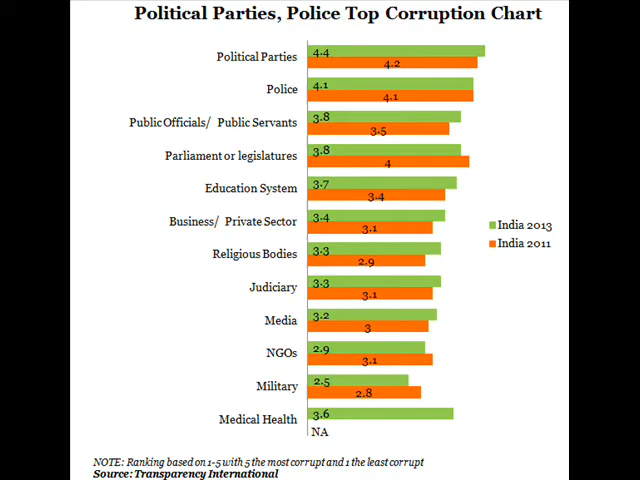 Political Parties, Police Top Corruption Chart
Political Parties
4.4
4.2
Police
4.1
4.1
Public Officials/ Public Servants
3.8
3.5
Parliament or legislatures
3.8
4
Education System
3.7
3.4
Business/ Private Sector
3.4
3.1
Religious Bodies
3.3
2.9
Judiciary
3.3
3.1
Media
3.2
3
NGOs
2.9
3.1
Military
2.5
2.8
Medical Health
3.6
NA
India 2013
India 2011
NOTE: Ranking based on 1-5 with 5 the most corrupt and 1 the least corrupt
Source: Transparency International